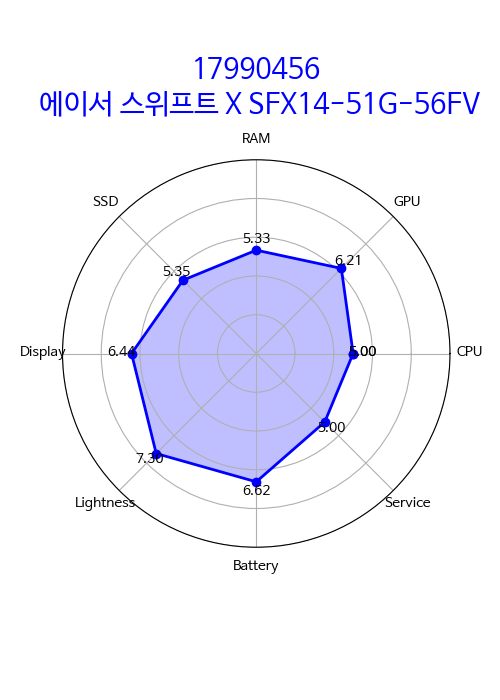 17990456
에이서 스위프트 X SFX14-51G-56FV
RAM
SSD
GPU
5.33
6.21
5.35
Display
6.44
5.00
CPU
5.00
7.30
6.62
Lightness
Service
Battery